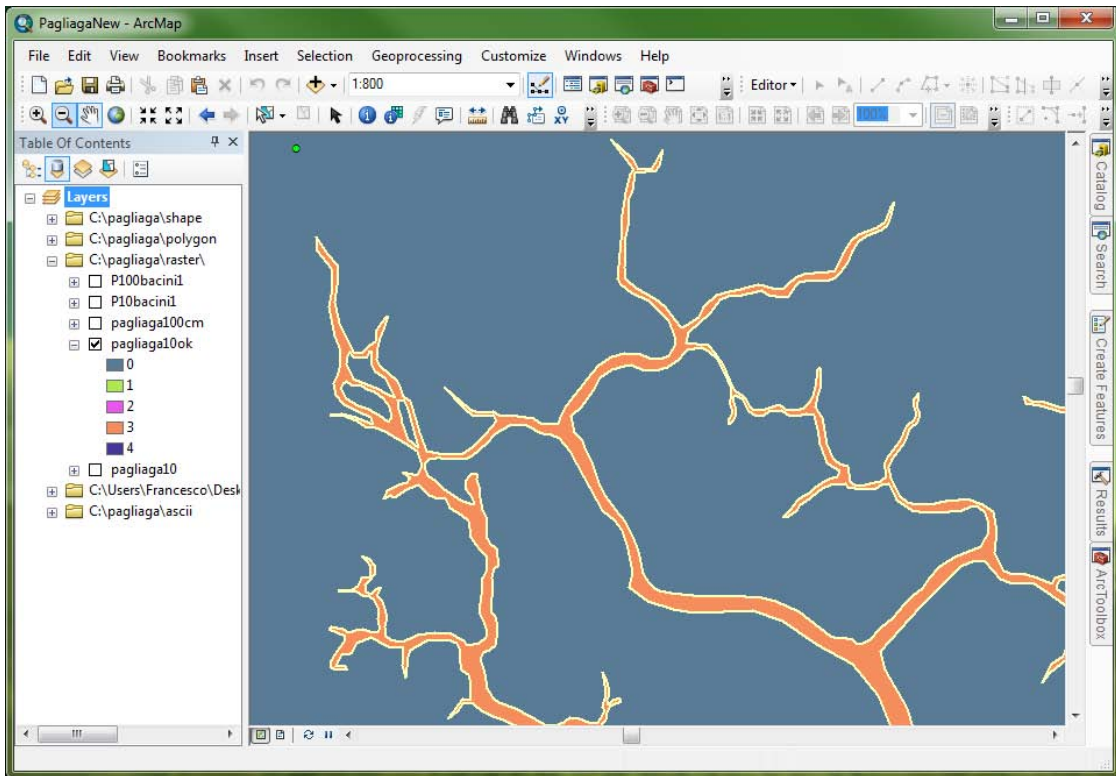 PagliagaNew - ArcMap
File Edit View Bookmarks Insert Selection Geoprocessing Customize Windows Help
1:800
Editor
100%
Table Of Contents
Layers
C:\pagliaga\shape
C:\pagliaga\polygon
C:\pagliaga\raster\
P100bacini1
P10bacini1
pagliaga100cm
pagliaga10ok
0
1
2
3
4
pagliaga10
C:\Users\Francesco\Desk
C:\pagliaga\ascii
Catalog
Search
Create Features
Results
ArcToolbox